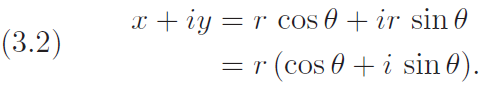 x + iy = r cos θ + ir sin θ
(3.2)
= r (cos θ + i sin θ).